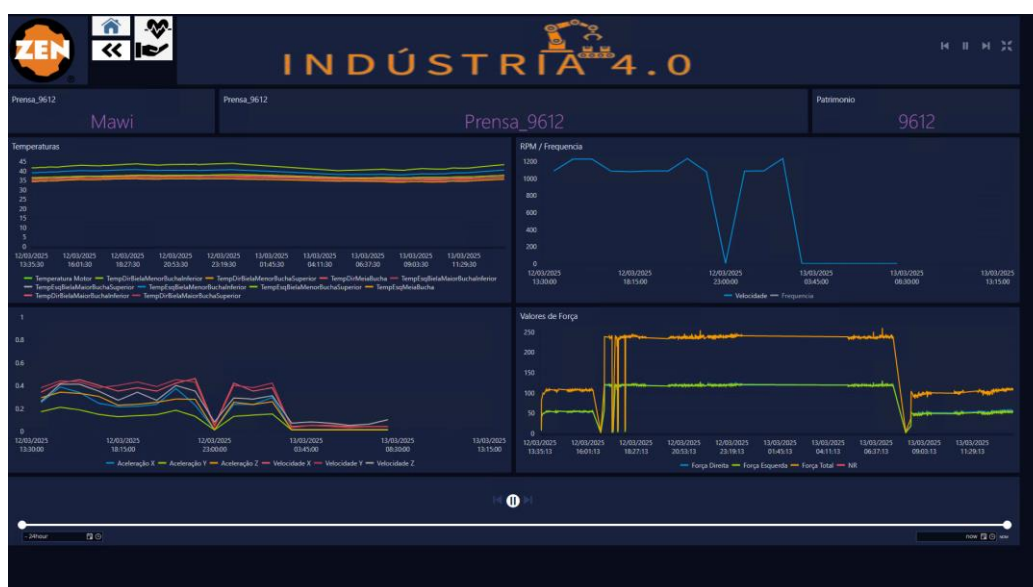 ZEN
INDÚSTRIA 4.0
Prensa_9612
Mawi
Prensa_9612
Prensa_9612
Patrimonio
9612
Temperaturas
45
40
35
30
25
20
15
10
5
0
12/03/2025 12/03/2025 12/03/2025 12/03/2025 12/03/2025 13/03/2025 13/03/2025 13/03/2025 13/03/2025 13/03/2025
13:35:30 16:01:30 18:27:30 20:53:30 23:19:30 01:45:30 04:11:30 06:37:30 09:03:30 11:29:30
Temperatura Motor TempDirBielaMenorBuchaInferior TempDirBielaMenorBuchaSuperior TempDirMeiaBucha TempEsqBielaMaiorBuchaInferior
TempEsqBielaMaiorBuchaSuperior TempEsqBielaMenorBuchaInferior TempEsqBielaMenorBuchaSuperior TempEsqMeiaBucha
TempDirBielaMaiorBuchaInferior TempDirBielaMaiorBuchaSuperior
RPM / Frequencia
1200
1000
800
600
400
200
0
12/03/2025 12/03/2025 12/03/2025 13/03/2025 13/03/2025 13/03/2025
13:30:00 18:15:00 23:00:00 03:45:00 08:30:00 13:15:00
Velocidade Frequencia
1
0.8
0.6
0.4
0.2
0
12/03/2025 12/03/2025 12/03/2025 13/03/2025 13/03/2025 13/03/2025
13:30:00 18:15:00 23:00:00 03:45:00 08:30:00 13:15:00
Aceleração X Aceleração Y Aceleração Z Velocidade X Velocidade Y Velocidade Z
Valores de Força
250
200
150
100
50
0
12/03/2025 12/03/2025 12/03/2025 12/03/2025 12/03/2025 13/03/2025 13/03/2025 13/03/2025 13/03/2025 13/03/2025
13:35:13 16:01:13 18:27:13 20:53:13 23:19:13 01:45:13 04:11:13 06:37:13 09:03:13 11:29:13
Força Direita Força Esquerda Força Total NR
- 24hour
now
NOW